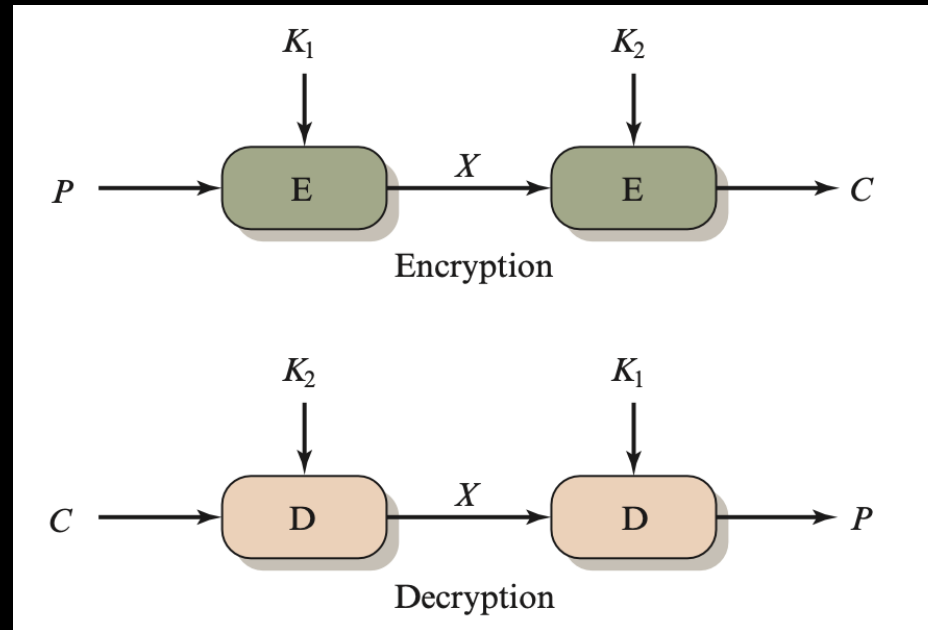 K₁ K₂
P E X E C
Encryption
K₂ K₁
C D X D P
Decryption